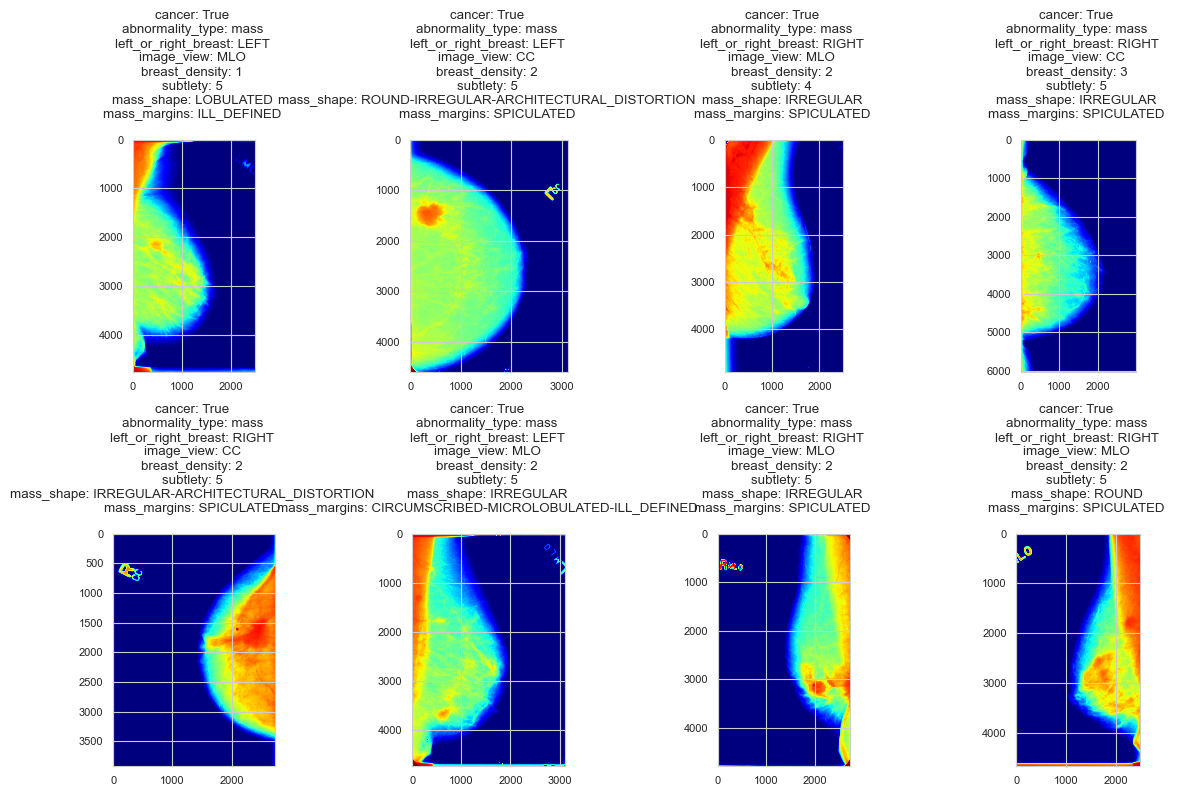 cancer: True
abnormality_type: mass
left_or_right_breast: LEFT
image_view: MLO
breast_density: 1
subtlety: 5
mass_shape: LOBULATED
mass_margins: ILL_DEFINED
0
1000
2000
3000
4000
0 1000 2000
cancer: True
abnormality_type: mass
left_or_right_breast: LEFT
image_view: CC
breast_density: 2
subtlety: 5
mass_shape: ROUND-IRREGULAR-ARCHITECTURAL_DISTORTION
mass_margins: SPICULATED
0
1000
2000
3000
4000
0 1000 2000 3000
cancer: True
abnormality_type: mass
left_or_right_breast: RIGHT
image_view: MLO
breast_density: 2
subtlety: 4
mass_shape: IRREGULAR
mass_margins: SPICULATED
0
1000
2000
3000
4000
0 1000 2000
cancer: True
abnormality_type: mass
left_or_right_breast: RIGHT
image_view: CC
breast_density: 3
subtlety: 5
mass_shape: IRREGULAR
mass_margins: SPICULATED
0
1000
2000
3000
4000
5000
6000
0 1000 2000
cancer: True
abnormality_type: mass
left_or_right_breast: RIGHT
image_view: CC
breast_density: 2
subtlety: 5
mass_shape: IRREGULAR-ARCHITECTURAL_DISTORTION
mass_margins: SPICULATED
0
500
1000
1500
2000
2500
3000
3500
0 1000 2000
cancer: True
abnormality_type: mass
left_or_right_breast: LEFT
image_view: MLO
breast_density: 2
subtlety: 5
mass_shape: IRREGULAR
mass_margins: CIRCUMSCRIBED-MICROLOBULATED-ILL_DEFINED
0
1000
2000
3000
4000
0 1000 2000 3000
cancer: True
abnormality_type: mass
left_or_right_breast: RIGHT
image_view: MLO
breast_density: 2
subtlety: 5
mass_shape: IRREGULAR
mass_margins: SPICULATED
0
1000
2000
3000
4000
0 1000 2000
cancer: True
abnormality_type: mass
left_or_right_breast: RIGHT
image_view: MLO
breast_density: 2
subtlety: 5
mass_shape: ROUND
mass_margins: SPICULATED
0
1000
2000
3000
4000
0 1000 2000